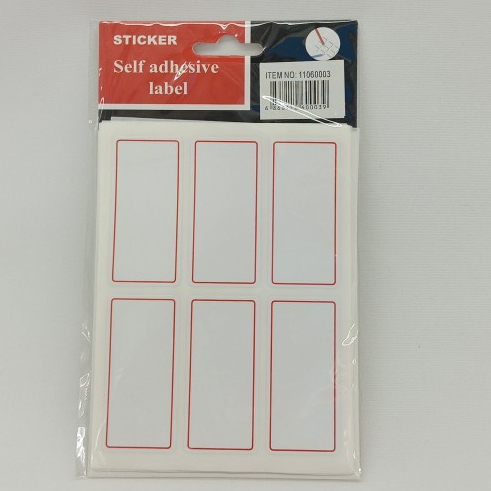 STICKER
Self adhesive
label
ITEM NO: 11060003